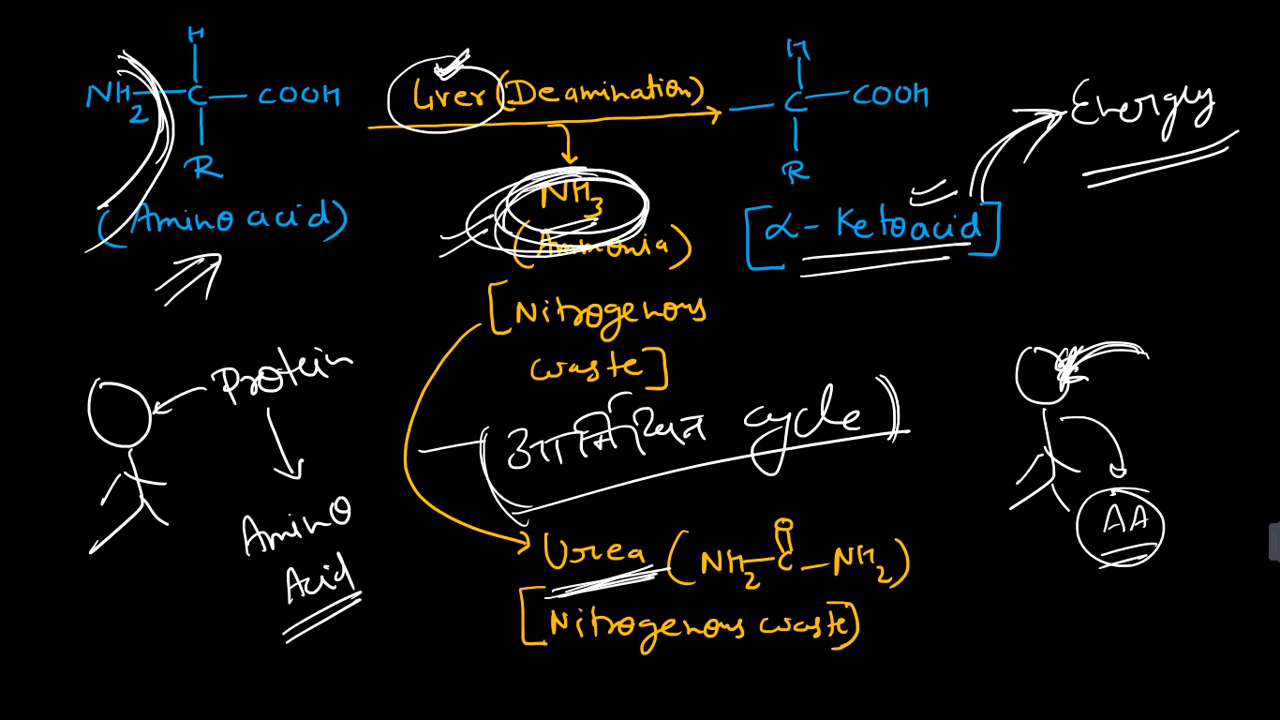 H
NH2 — C — COOH
R
(Amino acid)
Liver (Deamination)
NH3
(Ammonia)
[Nitrogenous
waste]
H
— C — COOH
R
[α - Ketoacid]
Energy
Protein
Amino
Acid
cycle)
Urea (NH2 — C — NH2)
O
[Nitrogenous waste]
AA